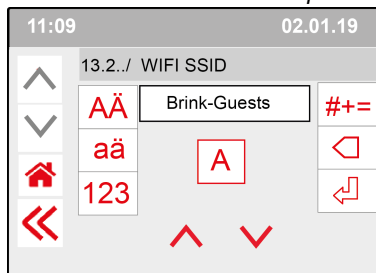 11:09 02.01.19
13.2../ WIFI SSID
AÄ Brink-Guests #+=
aä A
123